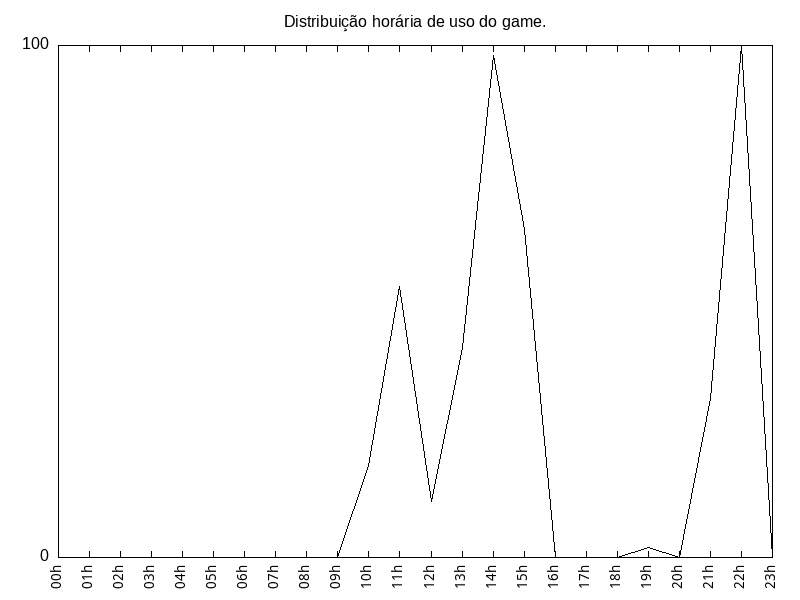 Distribuição horária de uso do game.
100
0
00h 01h 02h 03h 04h 05h 06h 07h 08h 09h 10h 11h 12h 13h 14h 15h 16h 17h 18h 19h 20h 21h 22h 23h